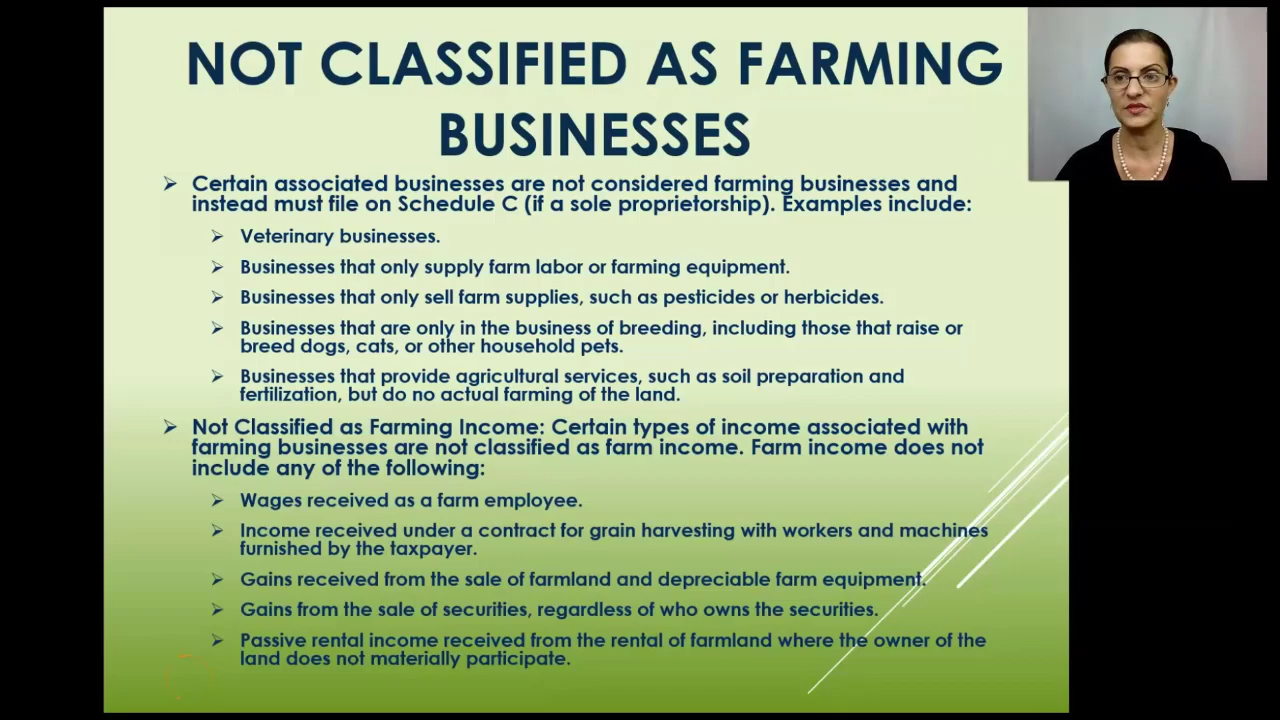 NOT CLASSIFIED AS FARMING
BUSINESSES
Certain associated businesses are not considered farming businesses and
instead must file on Schedule C (if a sole proprietorship). Examples include:
Veterinary businesses.
Businesses that only supply farm labor or farming equipment.
Businesses that only sell farm supplies, such as pesticides or herbicides.
Businesses that are only in the business of breeding, including those that raise or
breed dogs, cats, or other household pets.
Businesses that provide agricultural services, such as soil preparation and
fertilization, but do no actual farming of the land.
Not Classified as Farming Income: Certain types of income associated with
farming businesses are not classified as farm income. Farm income does not
include any of the following:
Wages received as a farm employee.
Income received under a contract for grain harvesting with workers and machines
furnished by the taxpayer.
Gains received from the sale of farmland and depreciable farm equipment.
Gains from the sale of securities, regardless of who owns the securities.
Passive rental income received from the rental of farmland where the owner of the
land does not materially participate.